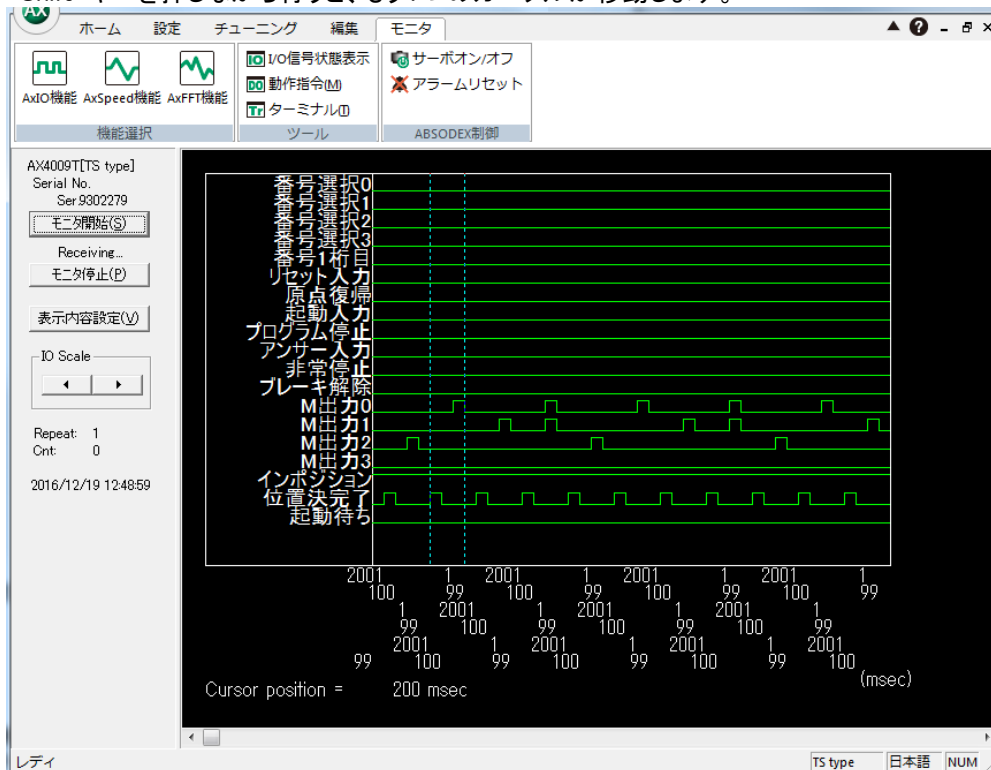 ホーム 設定 チューニング 編集 モニタ
AX
AxIO機能 AxSpeed機能 AxFFT機能
機能選択
IO I/O信号状態表示
DO 動作指令(M)
Tr ターミナル(T)
ツール
サーボオン/オフ
アラームリセット
ABSODEX制御
AX4009T[TS type]
Serial No.
Ser.9302279
モニタ開始(S)
Receiving...
モニタ停止(P)
表示内容設定(V)
IO Scale
Repeat: 1
Cnt: 0
2016/12/19 12:48:59
番号選択0
番号選択1
番号選択2
番号選択3
番号1桁目
リセット入力
原点復帰
起動入力
プログラム停止
アンサー入力
非常停止
ブレーキ解除
M出力0
M出力1
M出力2
M出力3
インポジション
位置決完了
起動待ち
2001 1 2001 1 2001 1 2001 1
100 99 100 99 100 99 100 99
1 2001 1 2001 1 2001 1
99 100 99 100 99 100 99
2001 1 2001 1 2001 1 2001
99 100 99 100 99 100 99 100
(msec)
Cursor position = 200 msec
レディ
TS type 日本語 NUM